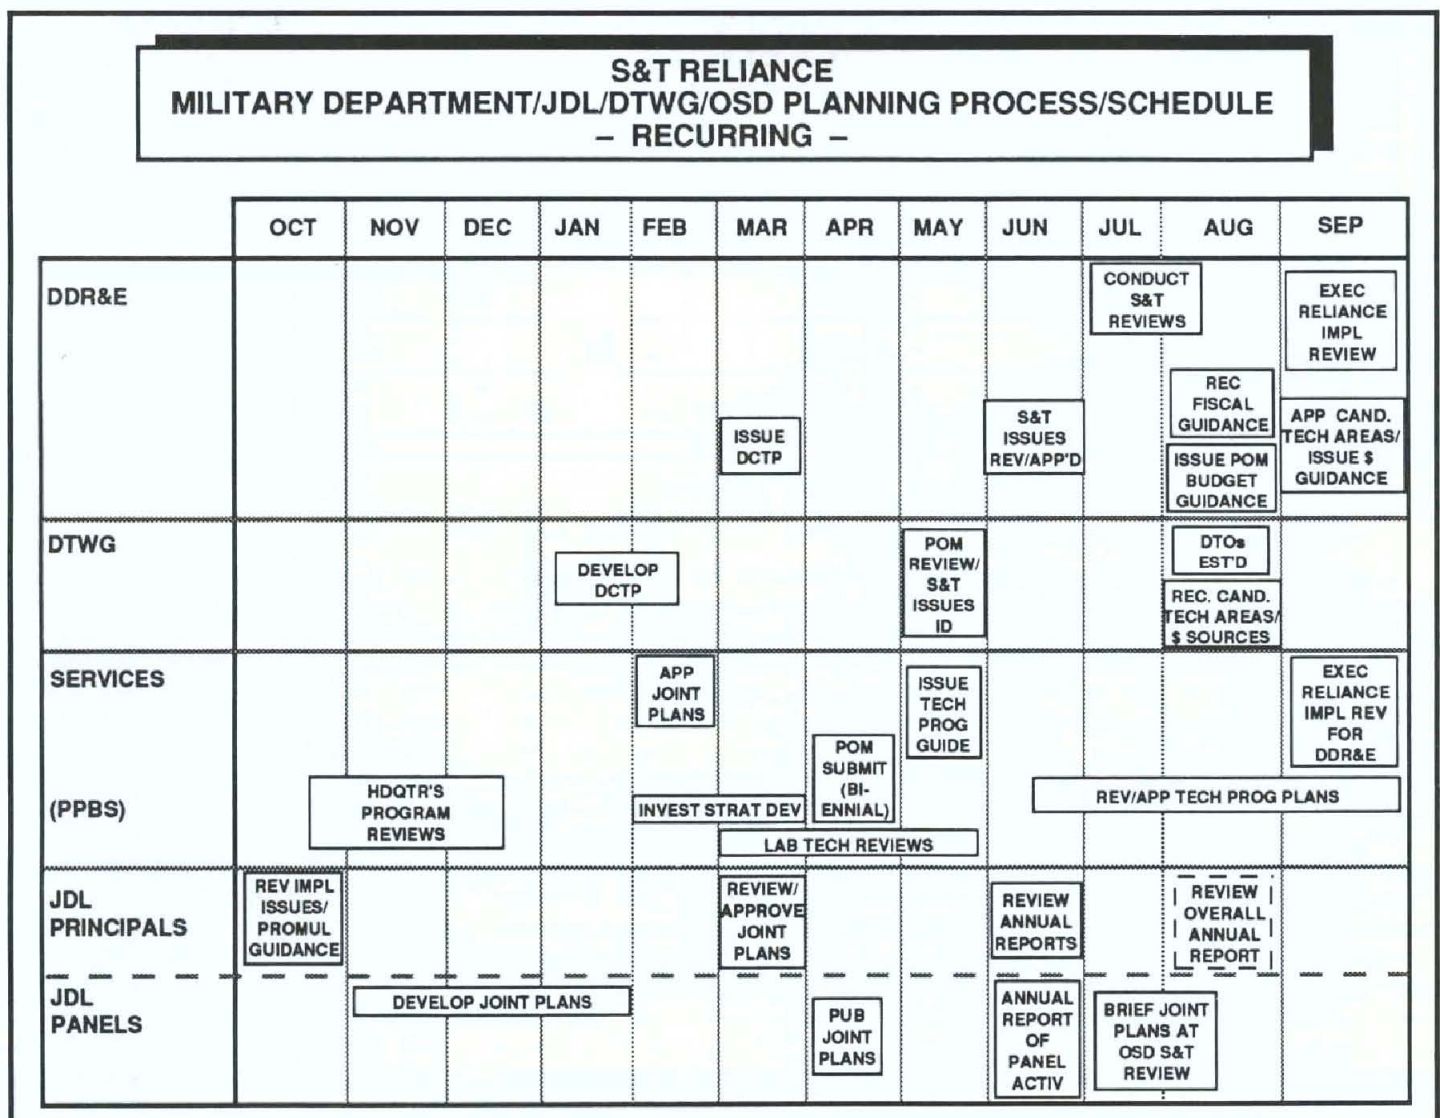 S&T RELIANCE
MILITARY DEPARTMENT/JDL/DTWG/OSD PLANNING PROCESS/SCHEDULE
– RECURRING –
OCT NOV DEC JAN FEB MAR APR MAY JUN JUL AUG SEP
DDR&E
ISSUE
DCTP
S&T
ISSUES
REV/APP'D
CONDUCT
S&T
REVIEWS
REC
FISCAL
GUIDANCE
ISSUE POM
BUDGET
GUIDANCE
EXEC
RELIANCE
IMPL
REVIEW
APP CAND.
TECH AREAS/
ISSUE $
GUIDANCE
DTWG
DEVELOP
DCTP
POM
REVIEW/
S&T
ISSUES
ID
DTOs
EST'D
REC. CAND.
TECH AREAS/
$ SOURCES
SERVICES
(PPBS)
HDQTR'S
PROGRAM
REVIEWS
APP
JOINT
PLANS
INVEST STRAT DEV
LAB TECH REVIEWS
POM
SUBMIT
(BI-
ENNIAL)
ISSUE
TECH
PROG
GUIDE
REV/APP TECH PROG PLANS
EXEC
RELIANCE
IMPL REV
FOR
DDR&E
JDL
PRINCIPALS
REV IMPL
ISSUES/
PROMUL
GUIDANCE
REVIEW/
APPROVE
JOINT
PLANS
REVIEW
ANNUAL
REPORTS
REVIEW
OVERALL
ANNUAL
REPORT
JDL
PANELS
DEVELOP JOINT PLANS
PUB
JOINT
PLANS
ANNUAL
REPORT
OF
PANEL
ACTIV
BRIEF JOINT
PLANS AT
OSD S&T
REVIEW